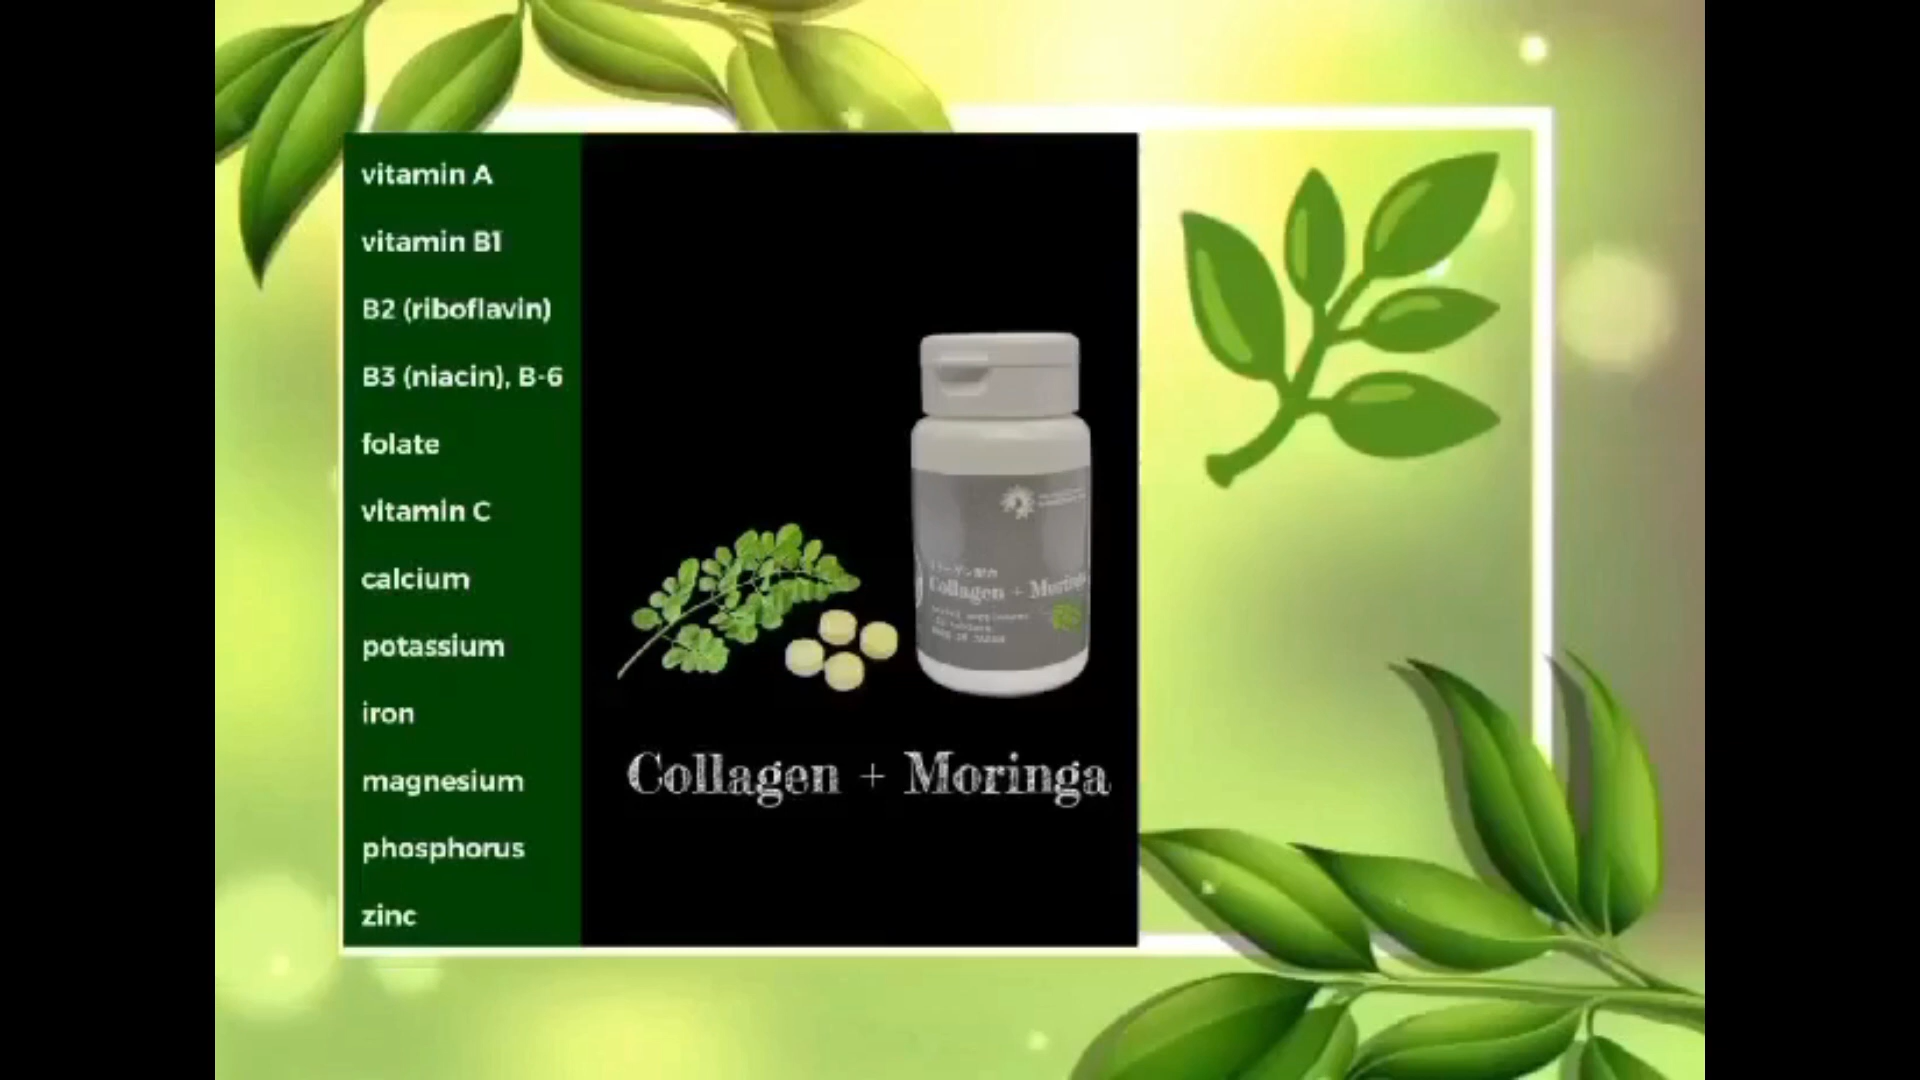 vitamin A
vitamin B1
B2 (riboflavin)
B3 (niacin), B-6
folate
vitamin C
calcium
potassium
iron
magnesium
phosphorus
zinc
Collagen + Moringa
Collagen + Moringa